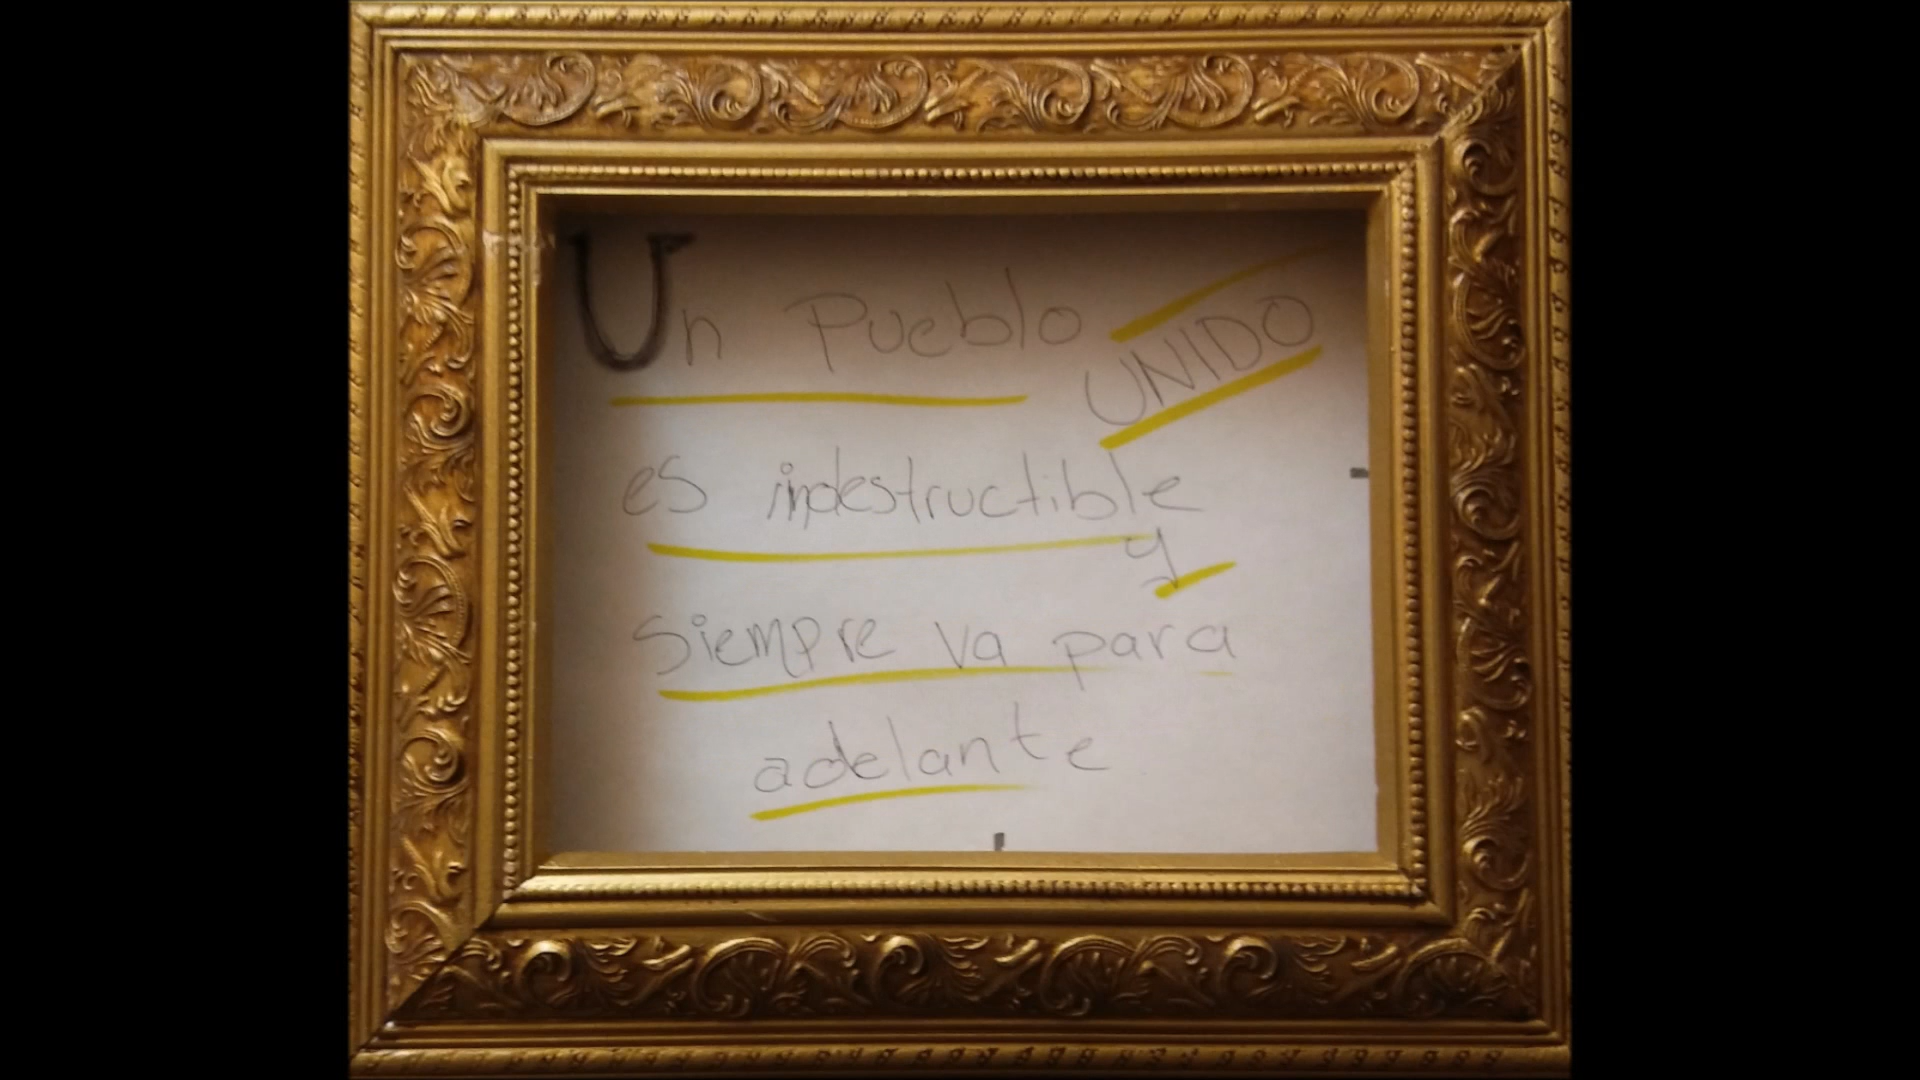 Un Pueblo UNIDO
es indestructible
y
siempre va para
adelante